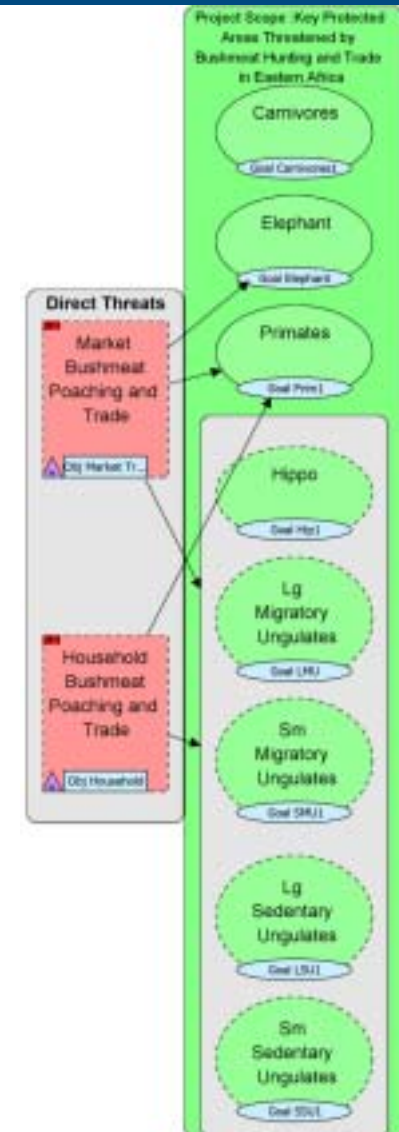 Project Scope :Key Protected
Areas Threatened by
Bushmeat Hunting and Trade
in Eastern Africa
Carnivores
Goal Carnivores1
Elephant
Goal Elephant
Primates
Goal Prim1
Direct Threats
Market
Bushmeat
Poaching and
Trade
Obj Market Tr...
Household
Bushmeat
Poaching and
Trade
Obj Household
Hippo
Goal Hip1
Lg
Migratory
Ungulates
Goal LMU
Sm
Migratory
Ungulates
Goal SMU1
Lg
Sedentary
Ungulates
Goal LSU1
Sm
Sedentary
Ungulates
Goal SSU1